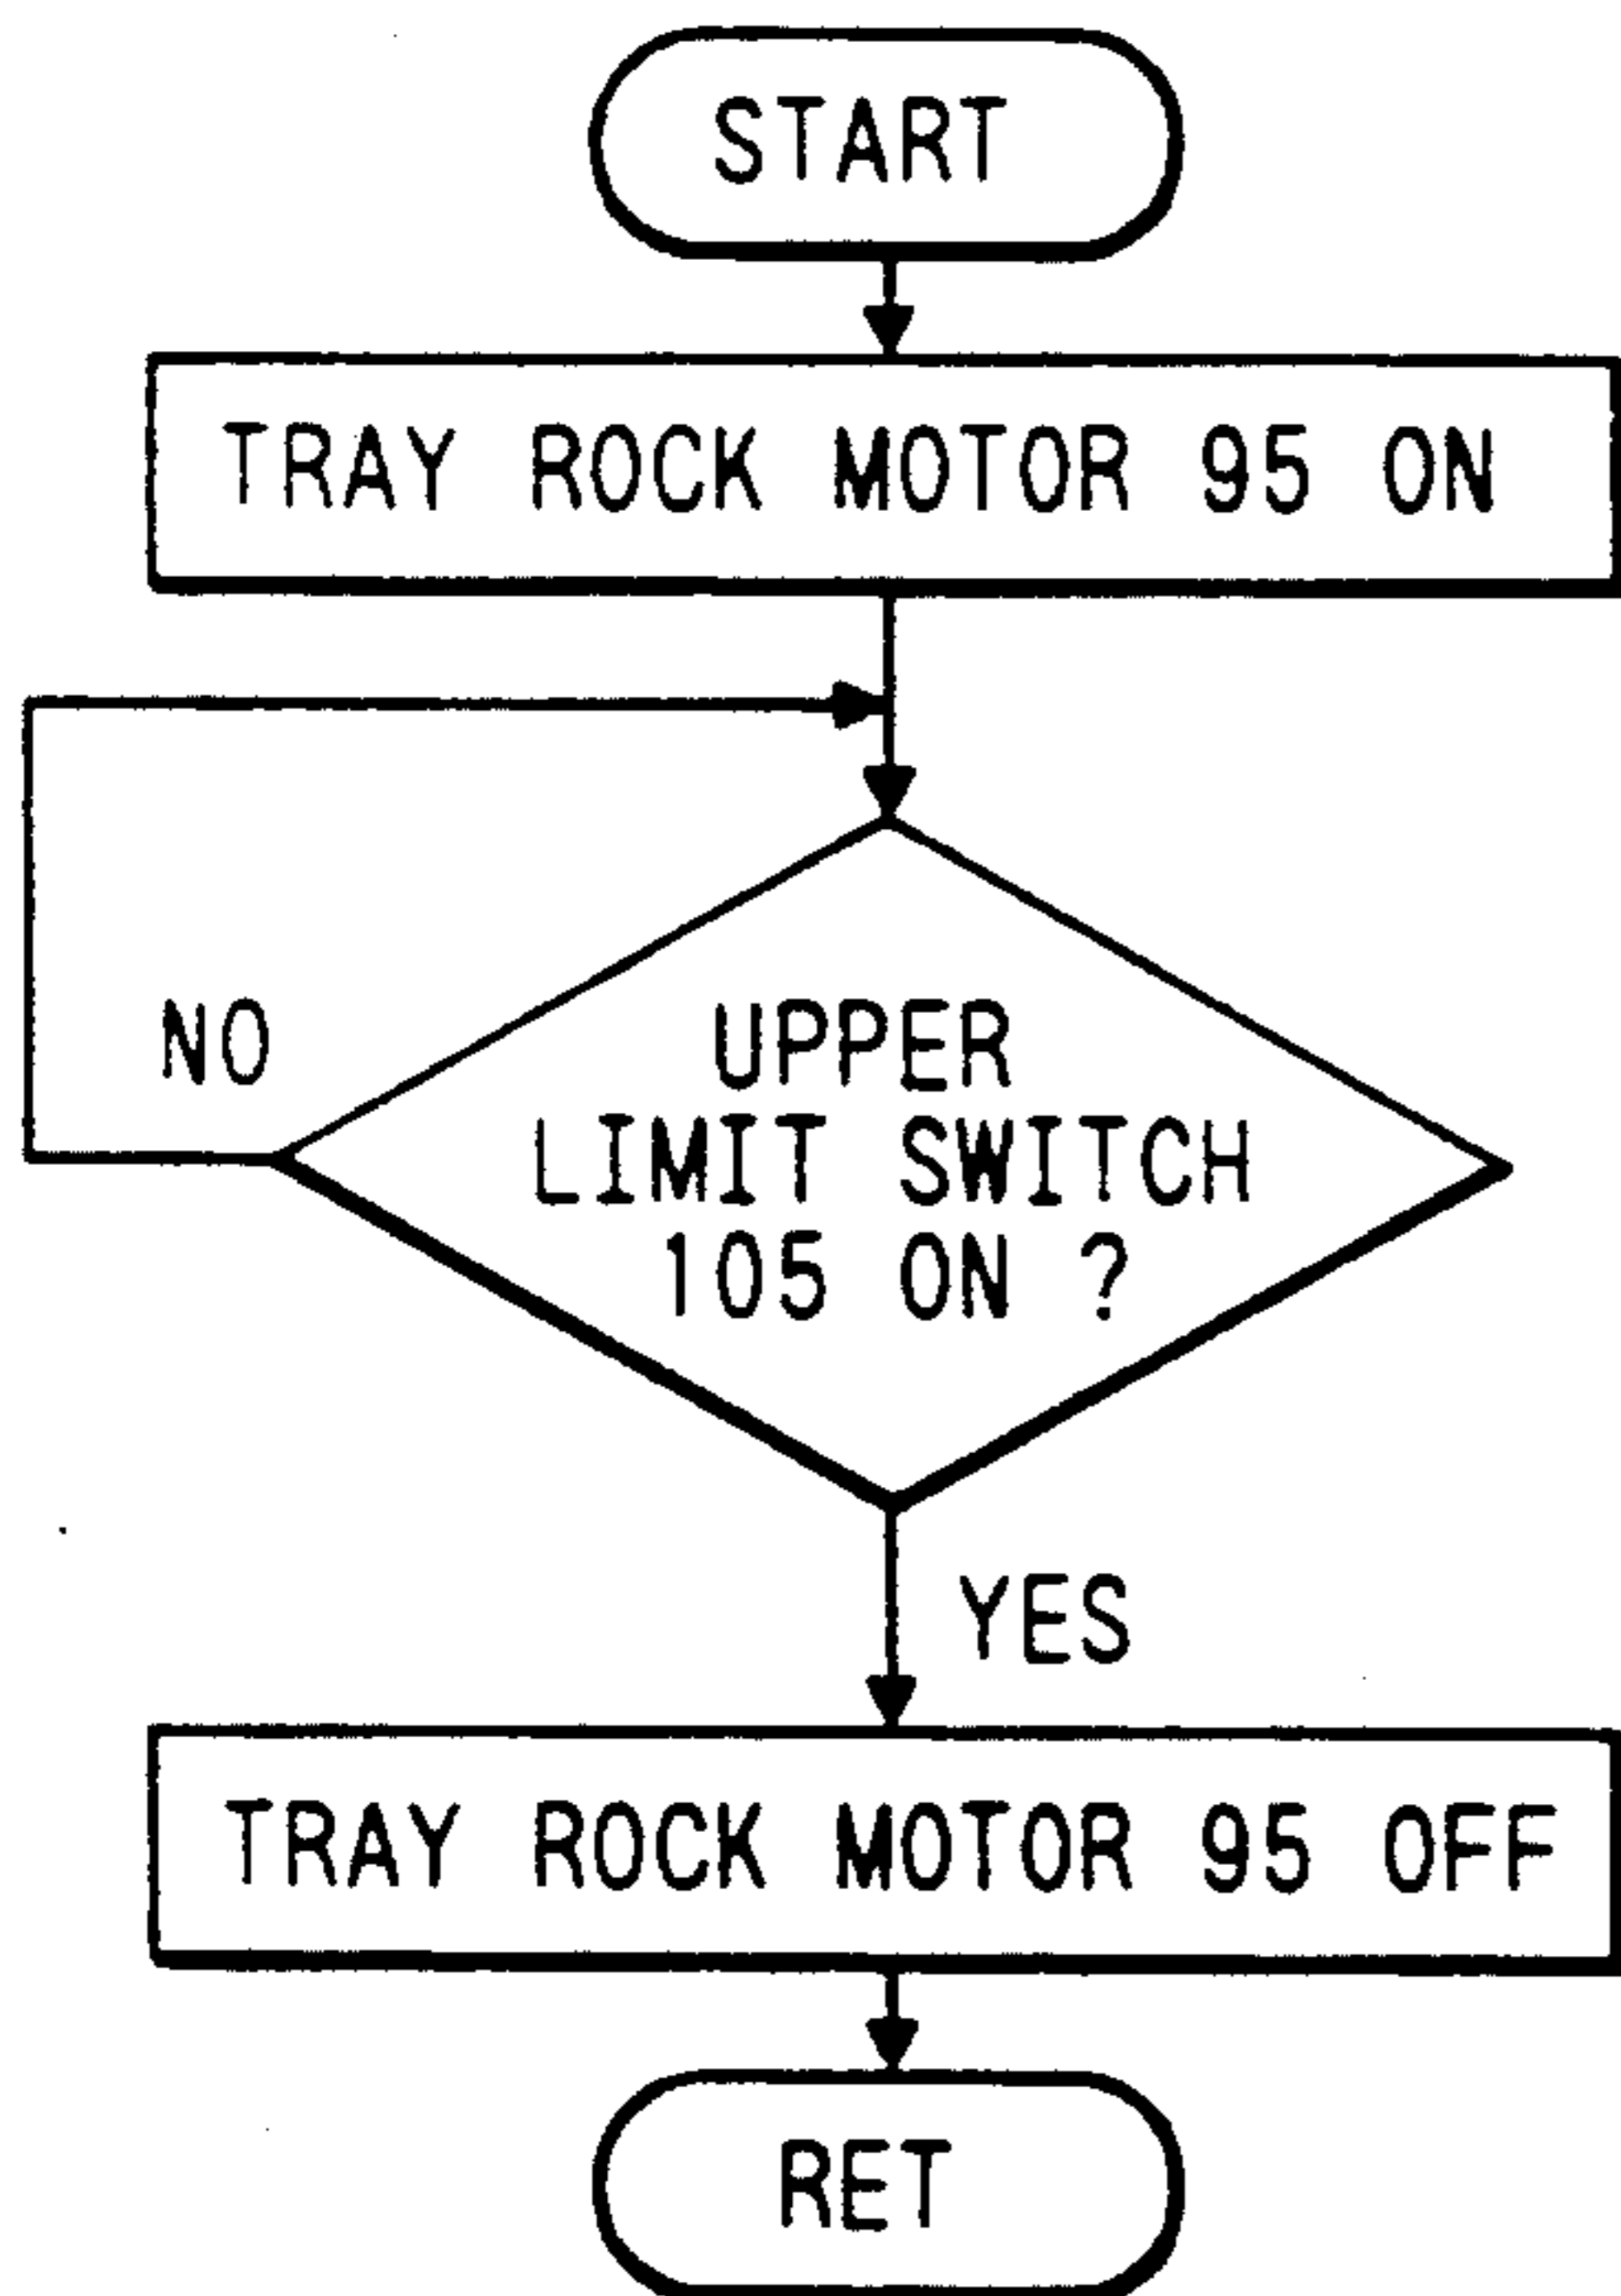 START
TRAY ROCK MOTOR 95 ON
NO
UPPER
LIMIT SWITCH
105 ON ?
YES
TRAY ROCK MOTOR 95 OFF
RET